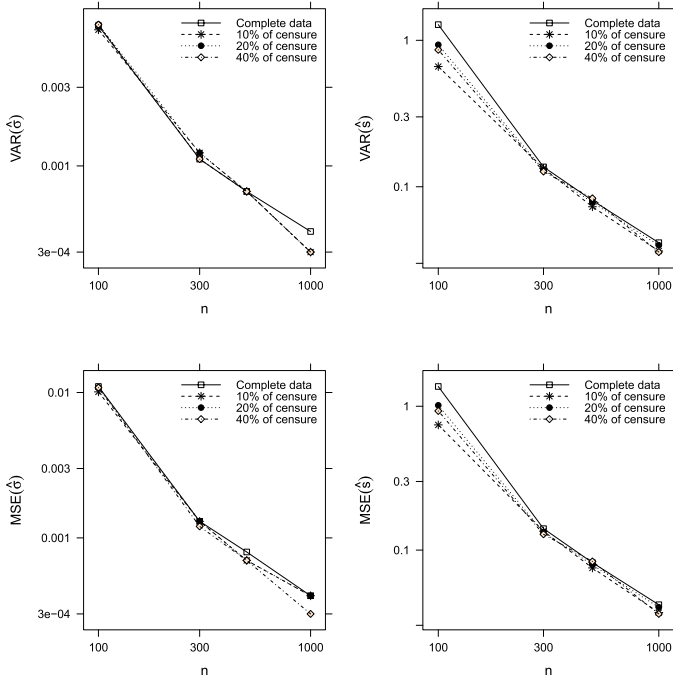 Complete data
10% of censure
20% of censure
40% of censure
0.003
0.001
3e−04
VAR(σ̂)
100
300
1000
n
Complete data
10% of censure
20% of censure
40% of censure
1
0.3
0.1
VAR(ŝ)
100
300
1000
n
Complete data
10% of censure
20% of censure
40% of censure
0.01
0.003
0.001
3e−04
MSE(σ̂)
100
300
1000
n
Complete data
10% of censure
20% of censure
40% of censure
1
0.3
0.1
MSE(ŝ)
100
300
1000
n